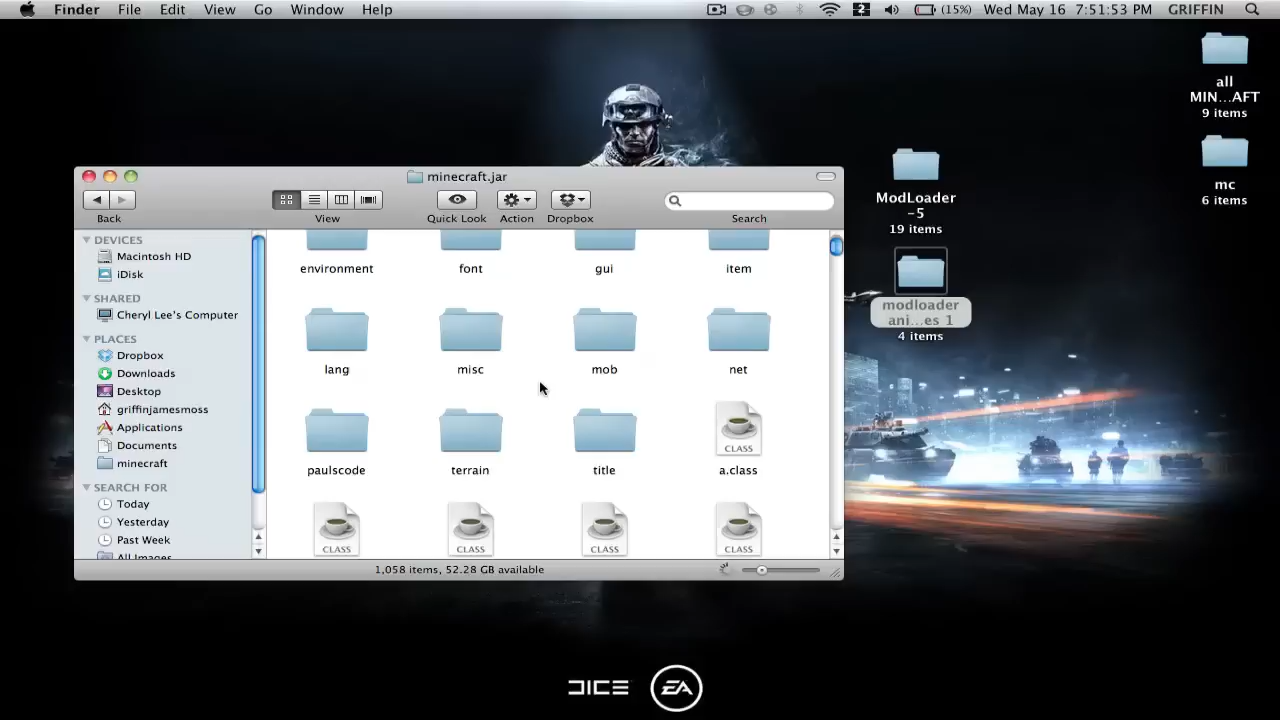 Finder File Edit View Go Window Help
2 (15%) Wed May 16 7:51:53 PM GRIFFIN
all
MIN...AFT
9 items
mc
6 items
ModLoader
-5
19 items
modloader
ani...es 1
4 items
minecraft.jar
Back View Quick Look Action Dropbox Search
DEVICES
Macintosh HD
iDisk
SHARED
Cheryl Lee's Computer
PLACES
Dropbox
Downloads
Desktop
griffinjamesmoss
Applications
Documents
minecraft
SEARCH FOR
Today
Yesterday
Past Week
All Images
environment font gui item
lang misc mob net
CLASS
paulscode terrain title a.class
CLASS CLASS CLASS CLASS
1,058 items, 52.28 GB available
DICE EA